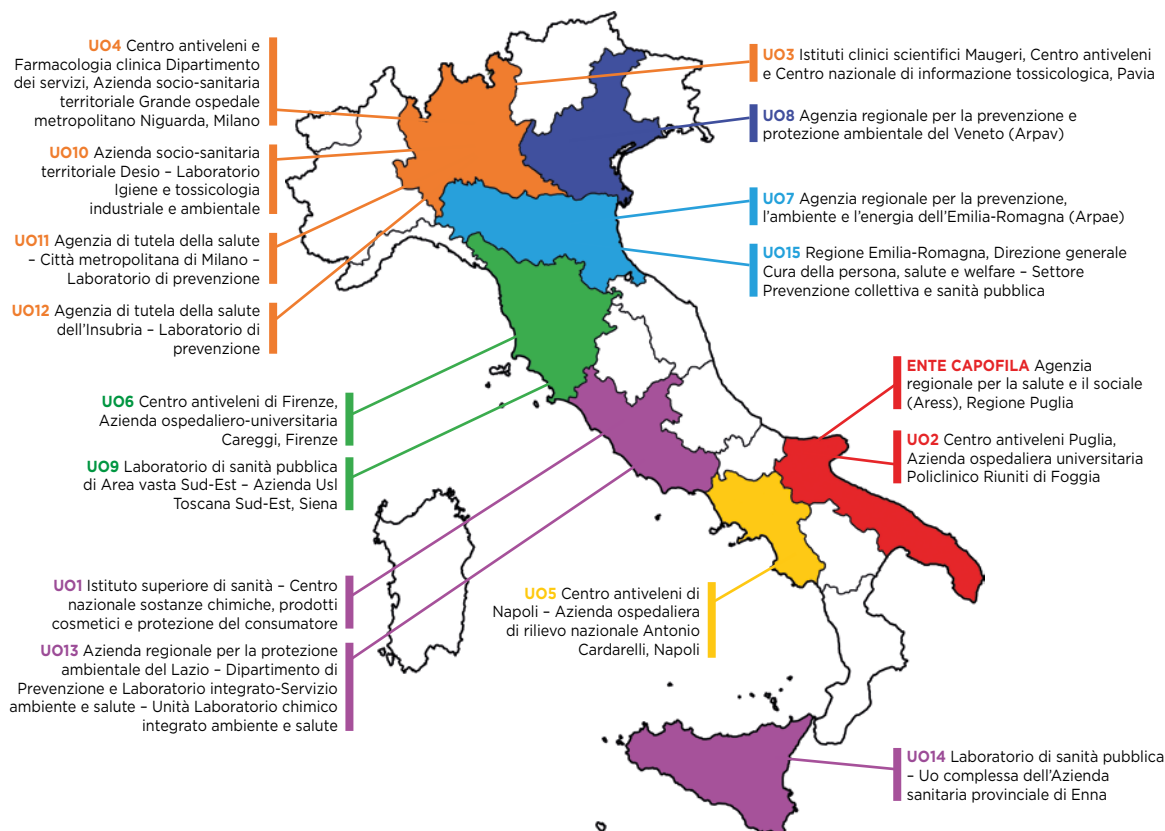 UO4 Centro antiveleni e
Farmacologia clinica Dipartimento
dei servizi, Azienda socio-sanitaria
territoriale Grande ospedale
metropolitano Niguarda, Milano
UO10 Azienda socio-sanitaria
territoriale Desio – Laboratorio
Igiene e tossicologia
industriale e ambientale
UO11 Agenzia di tutela della salute
– Città metropolitana di Milano –
Laboratorio di prevenzione
UO12 Agenzia di tutela della salute
dell'Insubria – Laboratorio di
prevenzione
UO6 Centro antiveleni di Firenze,
Azienda ospedaliero-universitaria
Careggi, Firenze
UO9 Laboratorio di sanità pubblica
di Area vasta Sud-Est – Azienda Usl
Toscana Sud-Est, Siena
UO1 Istituto superiore di sanità – Centro
nazionale sostanze chimiche, prodotti
cosmetici e protezione del consumatore
UO13 Azienda regionale per la protezione
ambientale del Lazio – Dipartimento di
Prevenzione e Laboratorio integrato-Servizio
ambiente e salute – Unità Laboratorio chimico
integrato ambiente e salute
UO3 Istituti clinici scientifici Maugeri, Centro antiveleni
e Centro nazionale di informazione tossicologica, Pavia
UO8 Agenzia regionale per la prevenzione e
protezione ambientale del Veneto (Arpav)
UO7 Agenzia regionale per la prevenzione,
l'ambiente e l'energia dell'Emilia-Romagna (Arpae)
UO15 Regione Emilia-Romagna, Direzione generale
Cura della persona, salute e welfare – Settore
Prevenzione collettiva e sanità pubblica
ENTE CAPOFILA Agenzia
regionale per la salute e il sociale
(Aress), Regione Puglia
UO2 Centro antiveleni Puglia,
Azienda ospedaliera universitaria
Policlinico Riuniti di Foggia
UO5 Centro antiveleni di
Napoli – Azienda ospedaliera
di rilievo nazionale Antonio
Cardarelli, Napoli
UO14 Laboratorio di sanità pubblica
– Uo complessa dell'Azienda
sanitaria provinciale di Enna